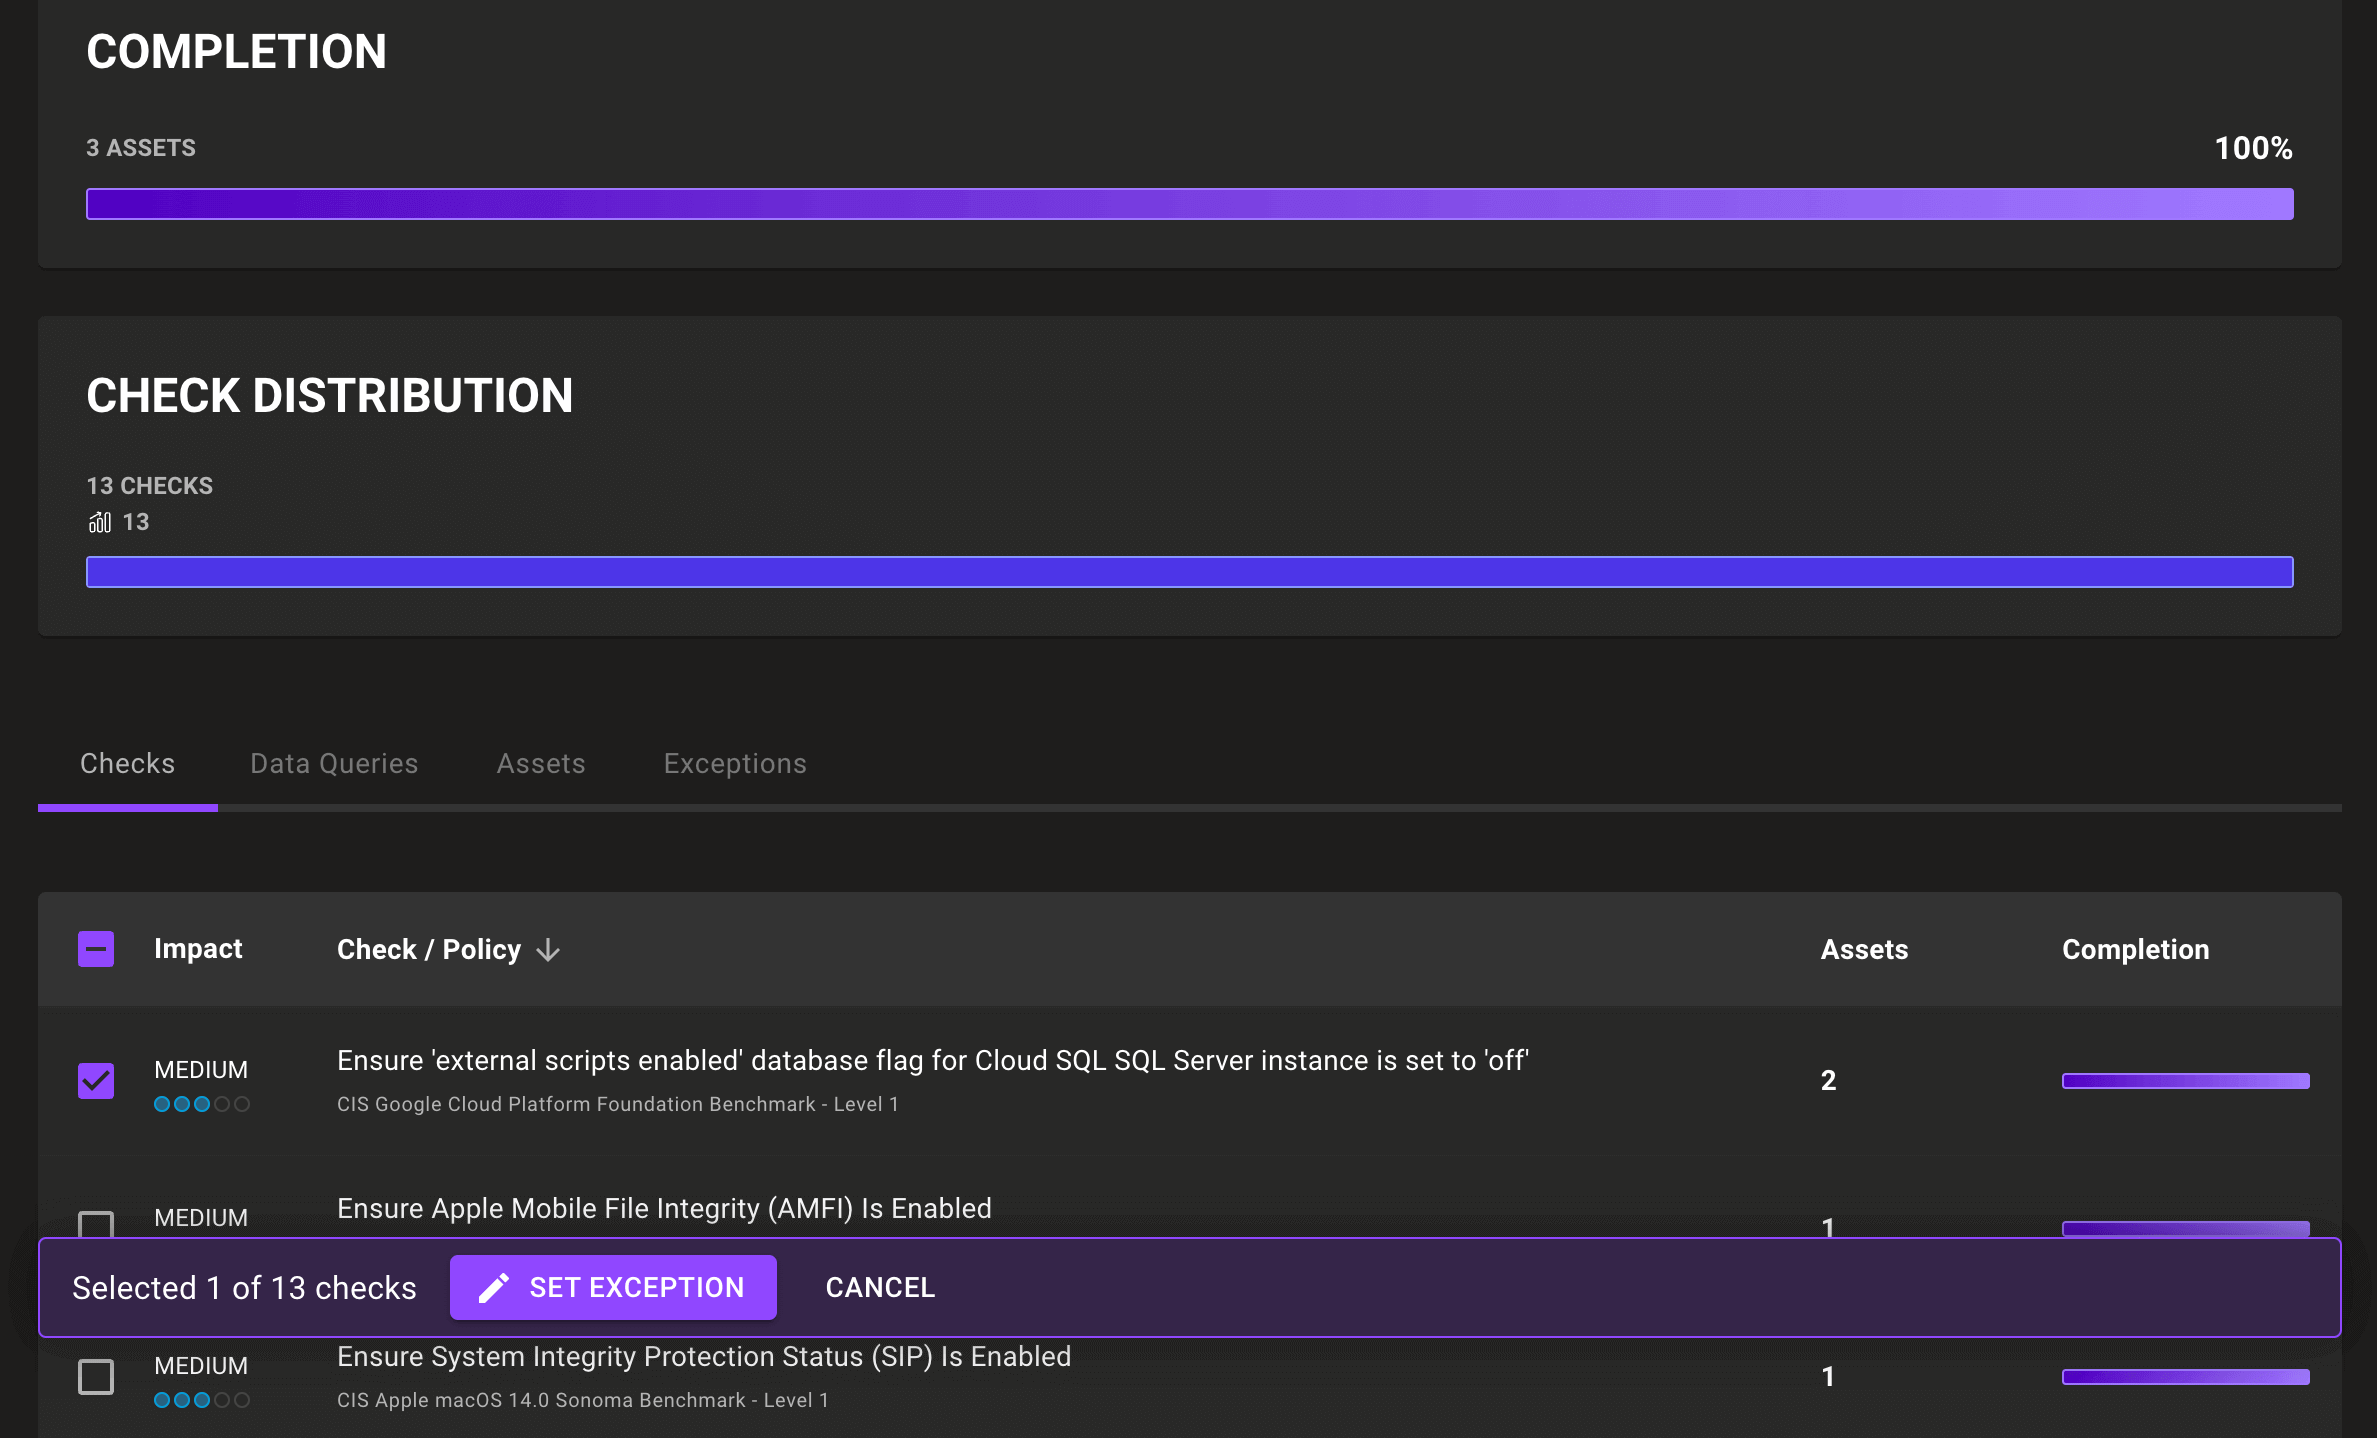 COMPLETION
3 ASSETS
100%
CHECK DISTRIBUTION
13 CHECKS
13
Checks Data Queries Assets Exceptions
Impact Check / Policy Assets Completion
MEDIUM
Ensure 'external scripts enabled' database flag for Cloud SQL SQL Server instance is set to 'off'
CIS Google Cloud Platform Foundation Benchmark - Level 1
2
MEDIUM
Ensure Apple Mobile File Integrity (AMFI) Is Enabled
1
Selected 1 of 13 checks SET EXCEPTION CANCEL
MEDIUM
Ensure System Integrity Protection Status (SIP) Is Enabled
CIS Apple macOS 14.0 Sonoma Benchmark - Level 1
1